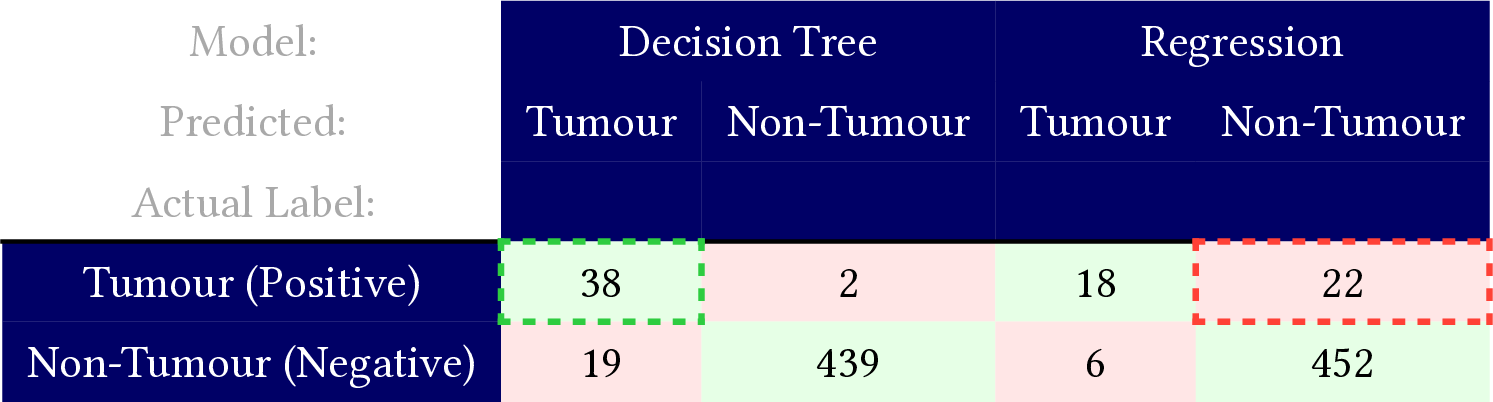 Model: Decision Tree Regression
Predicted: Tumour Non-Tumour Tumour Non-Tumour
Actual Label:
Tumour (Positive) 38 2 18 22
Non-Tumour (Negative) 19 439 6 452